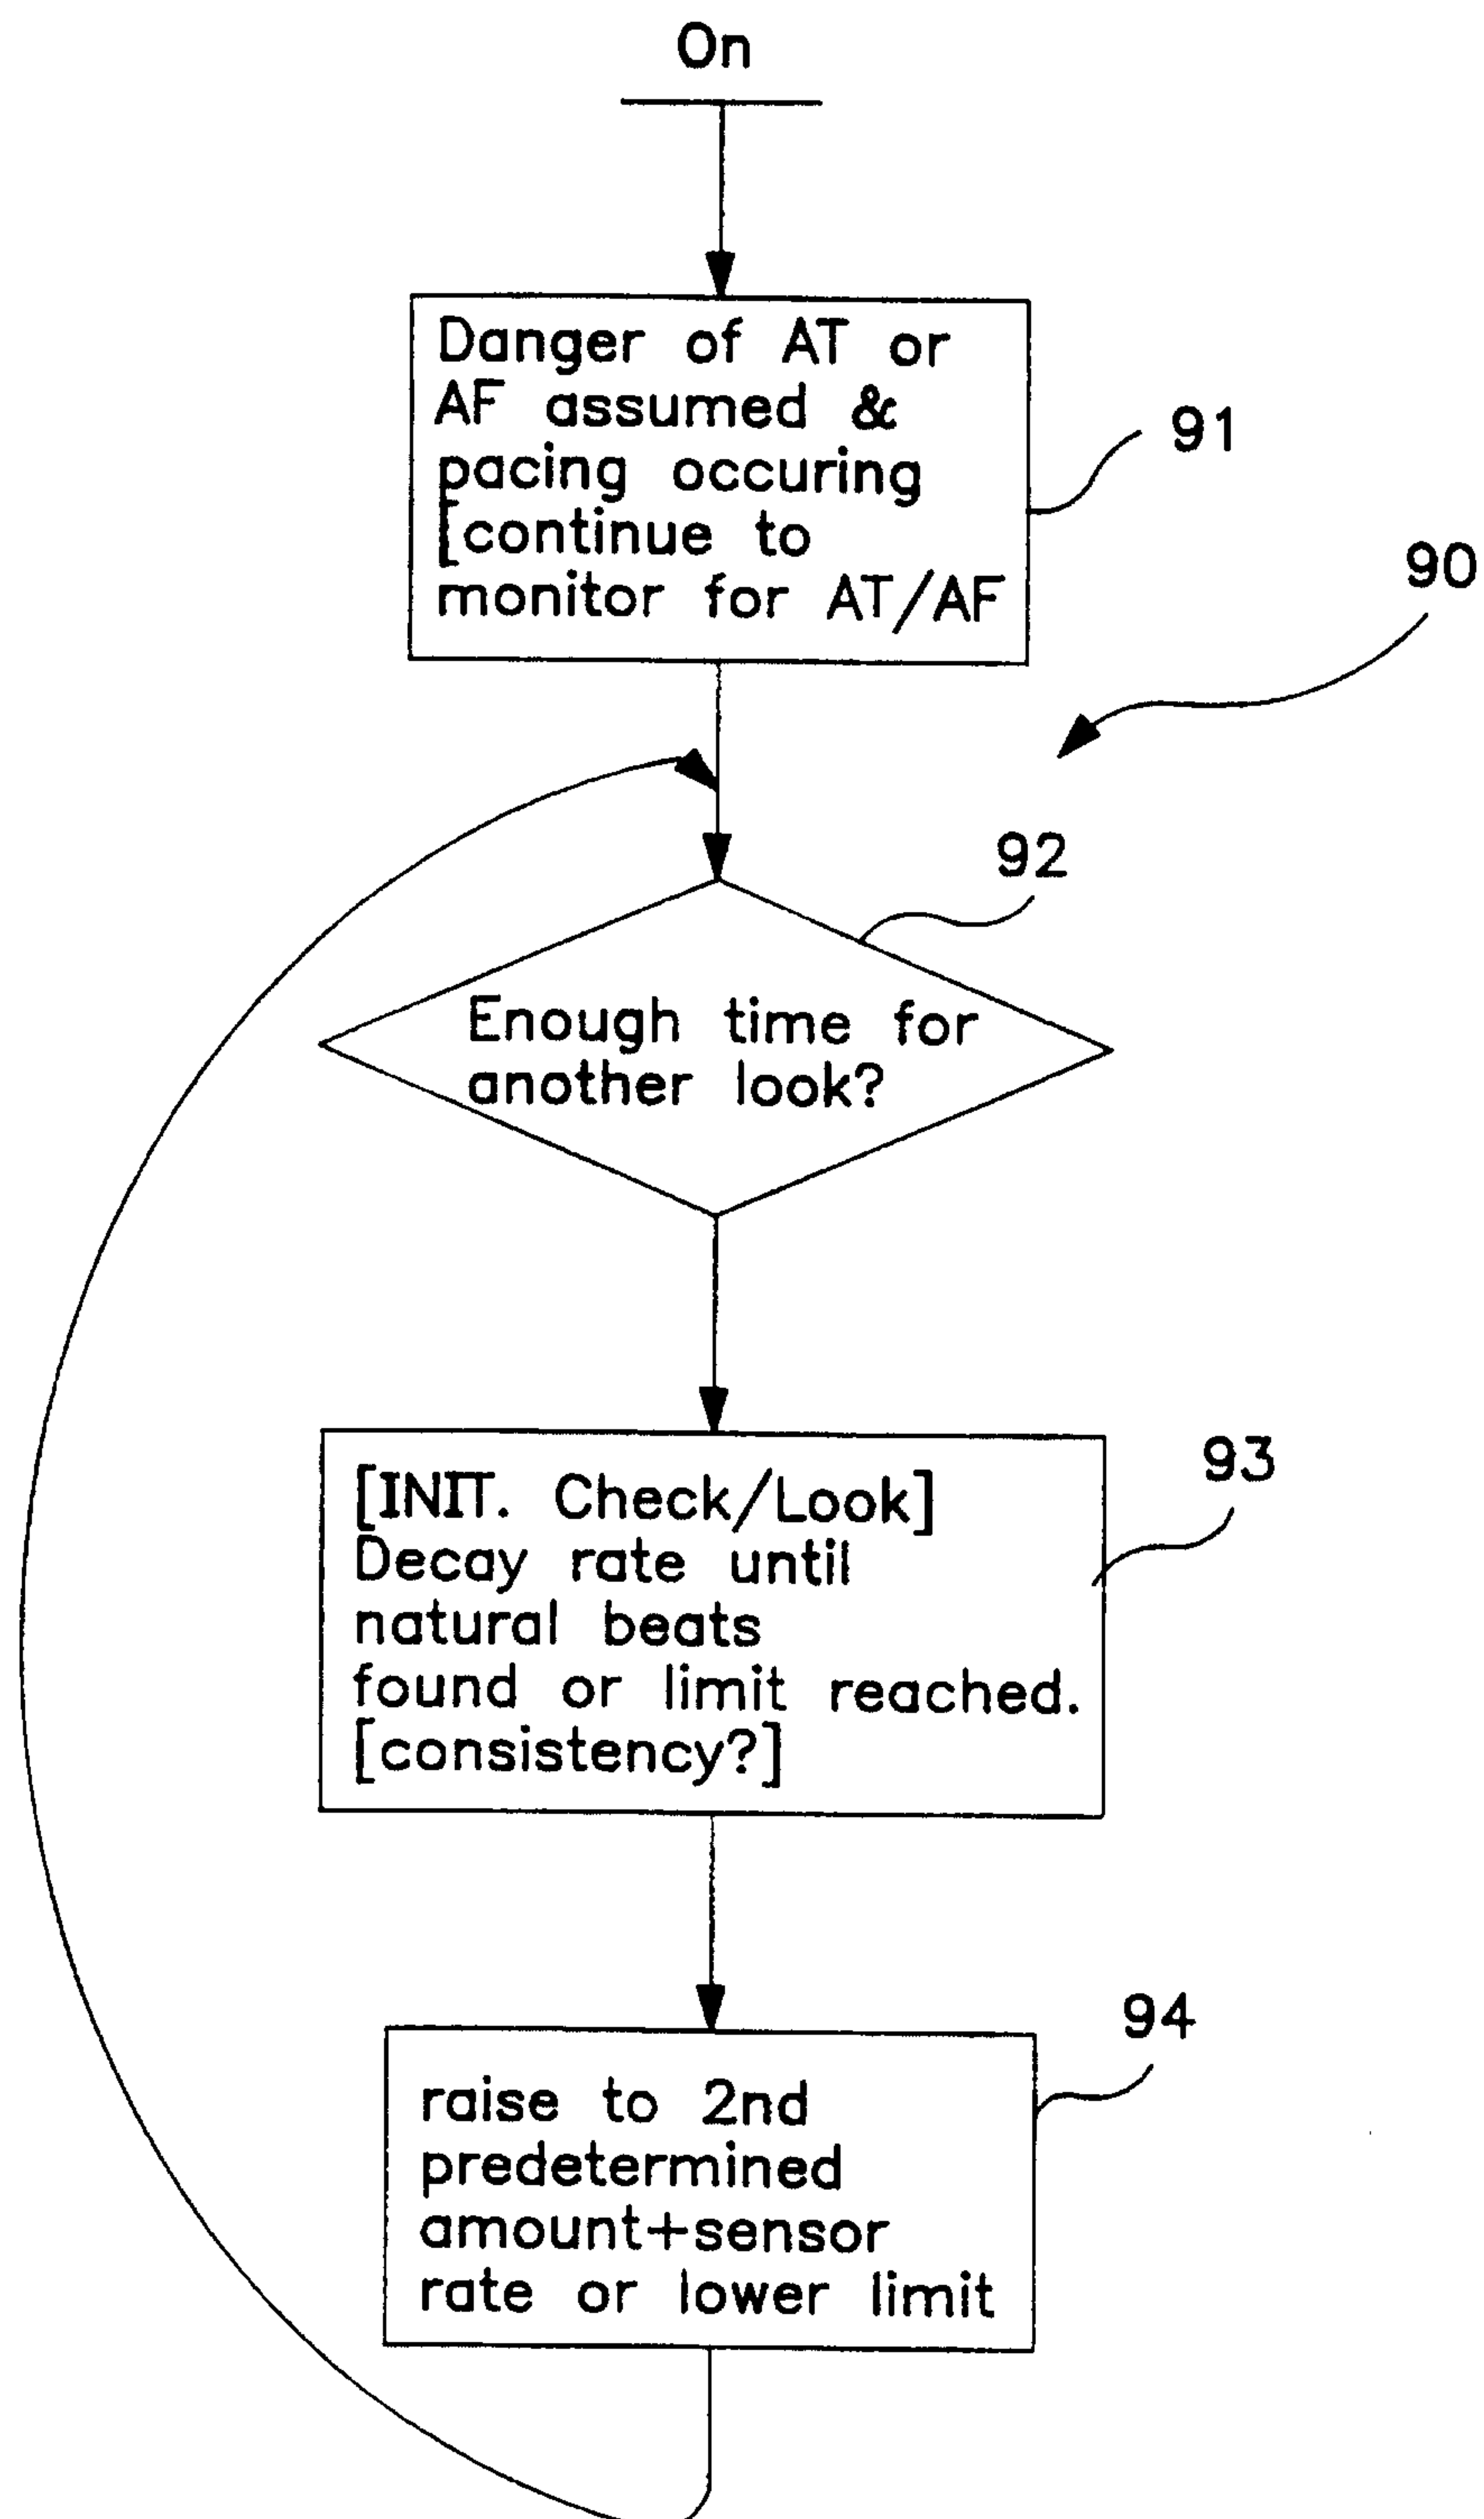 On
Danger of AT or
AF assumed &
pacing occuring
[continue to
monitor for AT/AF
91
90
92
Enough time for
another look?
93
[INIT. Check/Look]
Decay rate until
natural beats
found or limit reached.
[consistency?]
94
raise to 2nd
predetermined
amount+sensor
rate or lower limit